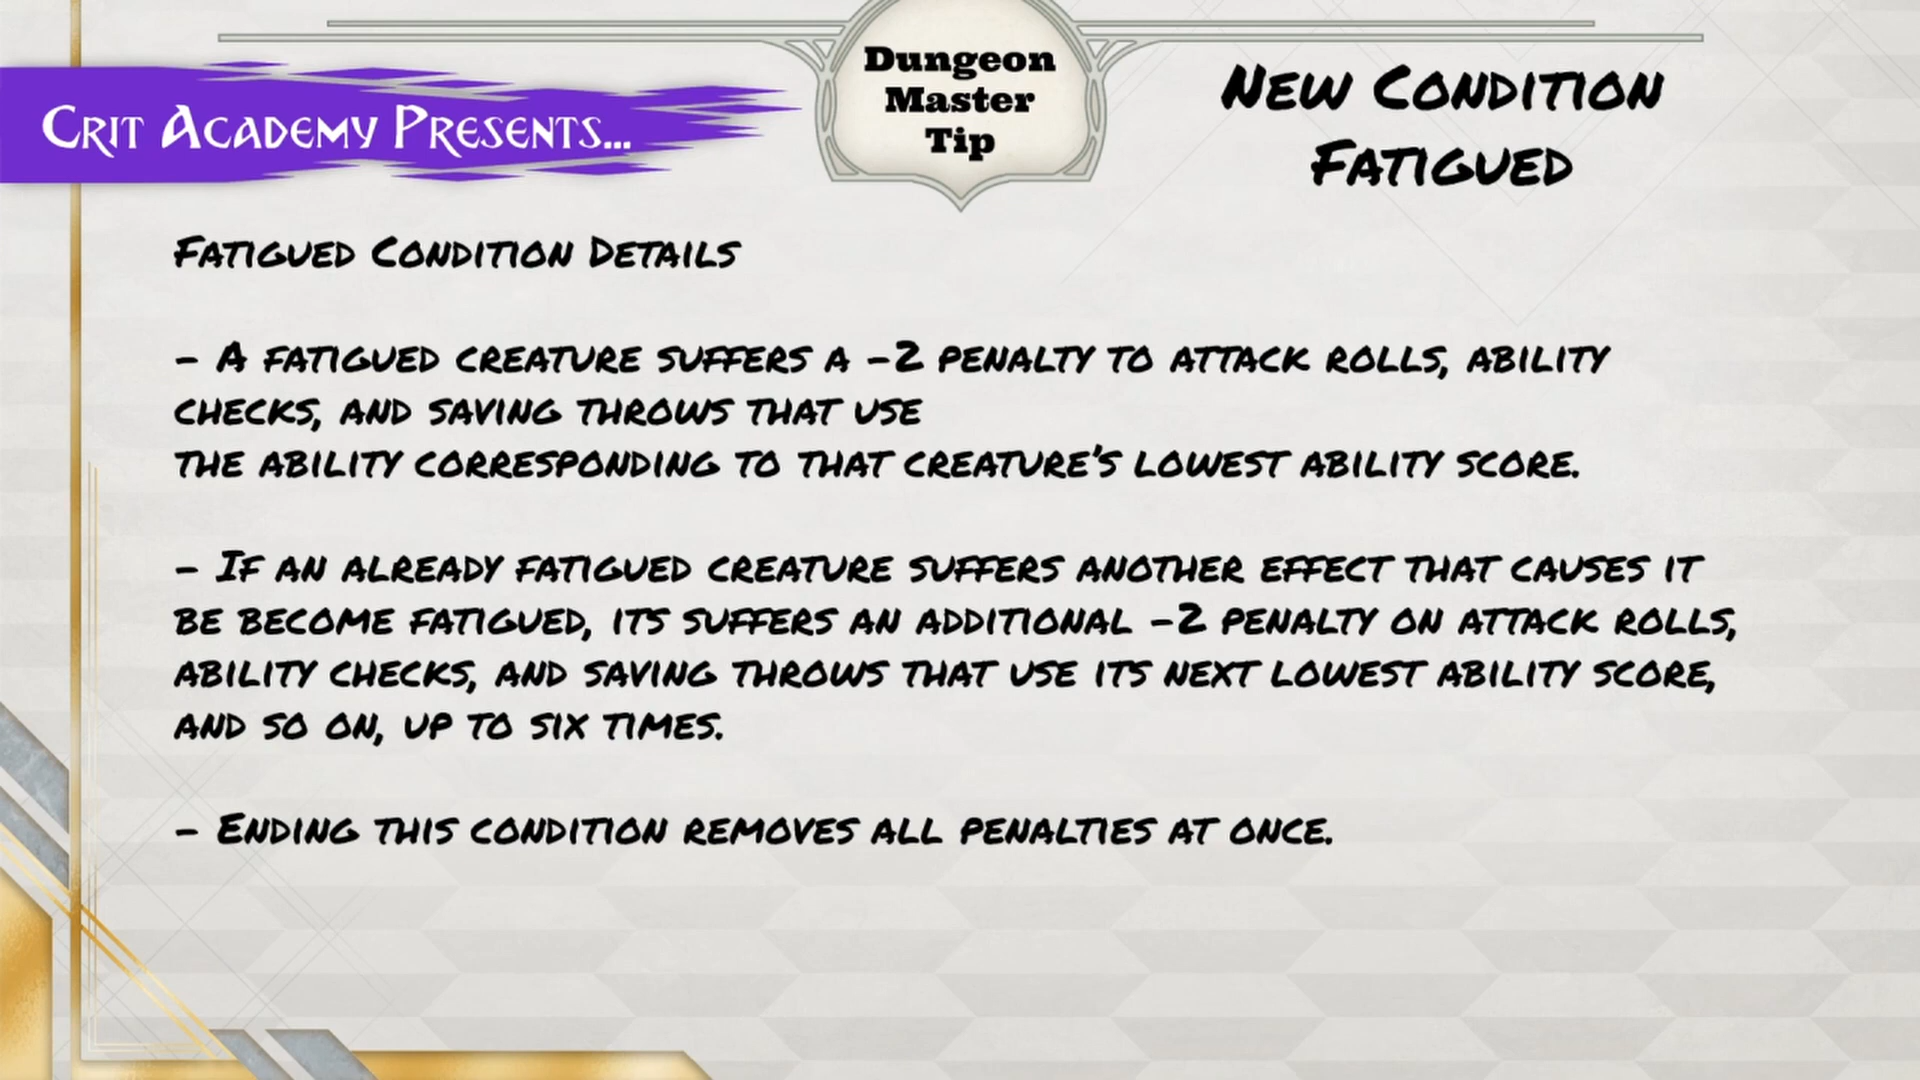 Crit Academy Presents...
Dungeon
Master
Tip
New Condition
Fatigued
Fatigued Condition Details
- A fatigued creature suffers a -2 penalty to attack rolls, ability
checks, and saving throws that use
the ability corresponding to that creature's lowest ability score.
- If an already fatigued creature suffers another effect that causes it
be become fatigued, its suffers an additional -2 penalty on attack rolls,
ability checks, and saving throws that use its next lowest ability score,
and so on, up to six times.
- Ending this condition removes all penalties at once.